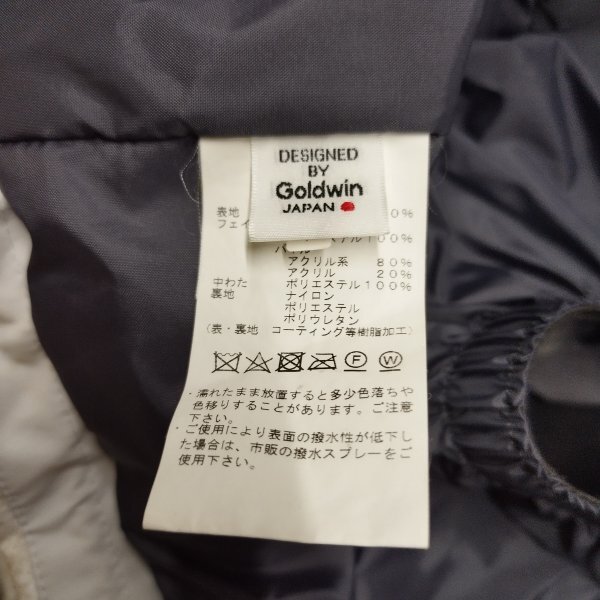 DESIGNED
BY
Goldwin
JAPAN
表地 0%
フェイ
ステル100%
アクリル系 80%
アクリル 20%
中わた ポリエステル100%
裏地 ナイロン
ポリエステル
ポリウレタン
(表・裏地 コーティング等樹脂加工)
F W
・濡れたまま放置すると多少色落ちや
色移りすることがあります。ご注意
下さい。
・ご使用により表面の撥水性が低下し
た場合は、市販の撥水スプレーをご
使用下さい。